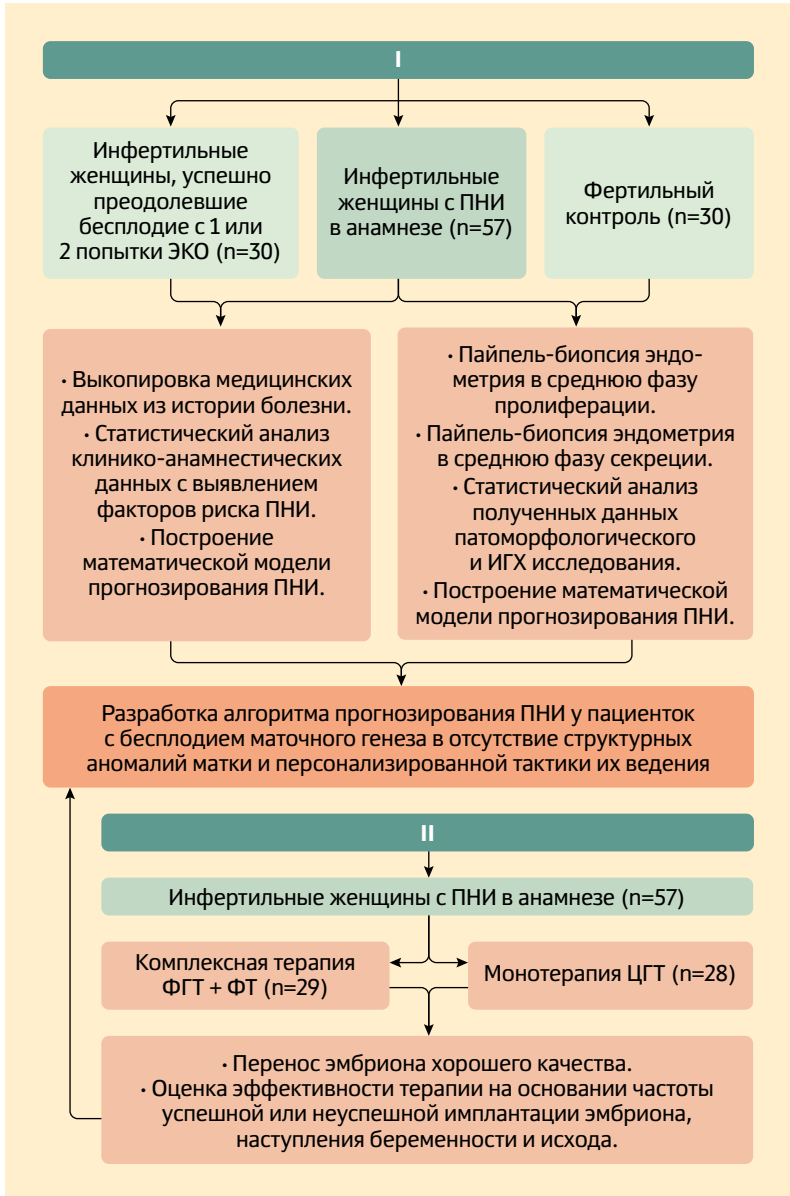 I
Инфертильные
женщины, успешно
преодолевшие
бесплодие с 1 или
2 попытки ЭКО (n=30)
Инфертильные
женщины с ПНИ
в анамнезе (n=57)
Фертильный
контроль (n=30)
· Выкопировка медицинских
данных из истории болезни.
· Статистический анализ
клинико-анамнестических
данных с выявлением
факторов риска ПНИ.
· Построение
математической модели
прогнозирования ПНИ.
· Пайпель-биопсия эндо-
метрия в среднюю фазу
пролиферации.
· Пайпель-биопсия эндометрия
в среднюю фазу секреции.
· Статистический анализ
полученных данных
патоморфологического
и ИГХ исследования.
· Построение математической
модели прогнозирования ПНИ.
Разработка алгоритма прогнозирования ПНИ у пациенток
с бесплодием маточного генеза в отсутствие структурных
аномалий матки и персонализированной тактики их ведения
II
Инфертильные женщины с ПНИ в анамнезе (n=57)
Комплексная терапия
ФГТ + ФТ (n=29)
Монотерапия ЦГТ (n=28)
· Перенос эмбриона хорошего качества.
· Оценка эффективности терапии на основании частоты
успешной или неуспешной имплантации эмбриона,
наступления беременности и исхода.